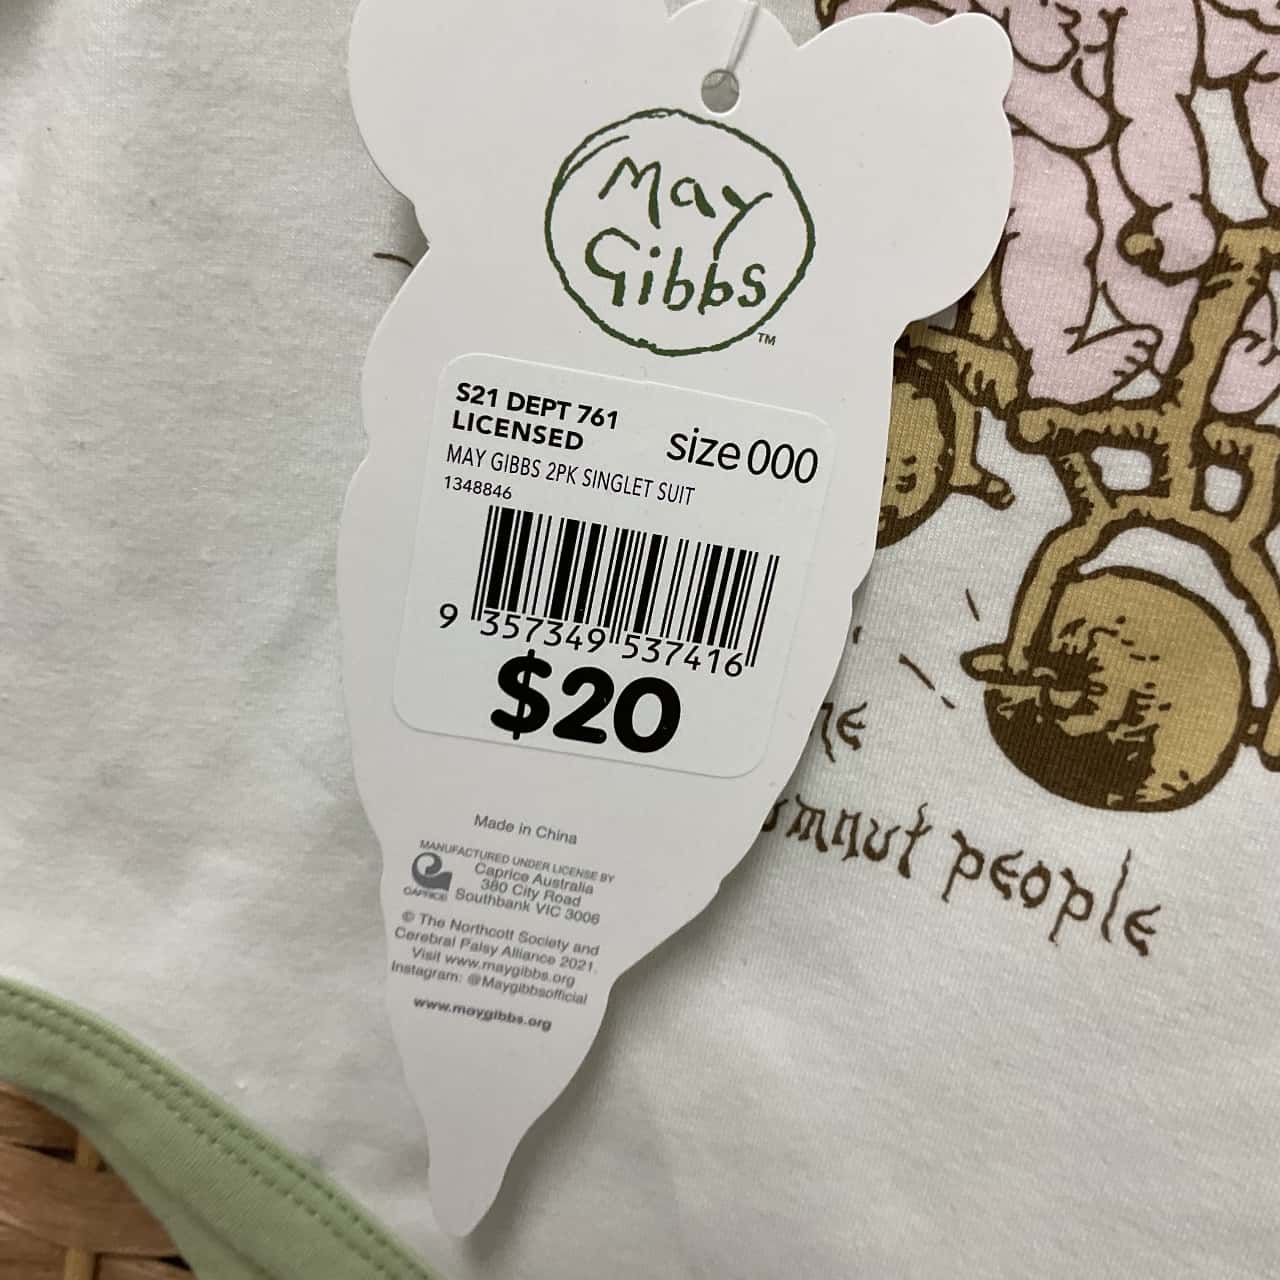 May
Gibbs
TM
S21 DEPT 761
LICENSED
size 000
MAY GIBBS 2PK SINGLET SUIT
1348846
9 357349 537416
$20
Made in China
MANUFACTURED UNDER LICENSE BY
CAPRICE
Caprice Australia
380 City Road
Southbank VIC 3006
© The Northcott Society and
Cerebral Palsy Alliance 2021.
Visit www.maygibbs.org
Instagram: @Maygibbsofficial
www.maygibbs.org
people